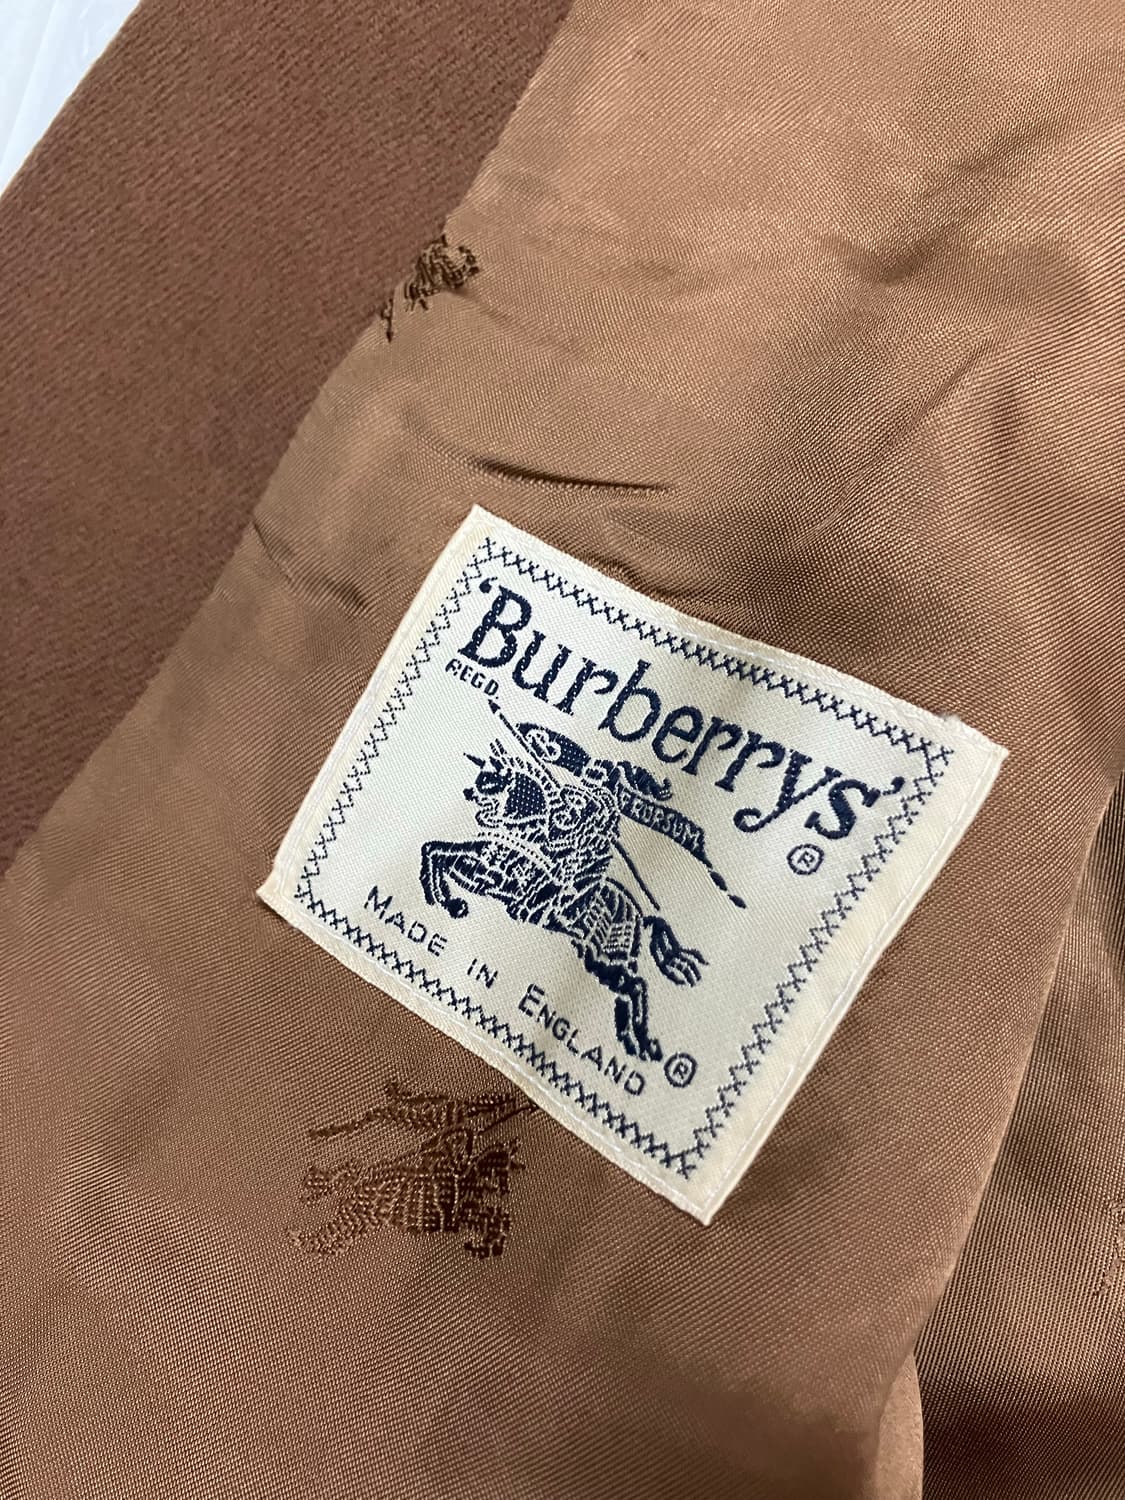 ‘Burberrys’
REGD.
®
PRORSUM
MADE IN ENGLAND ®